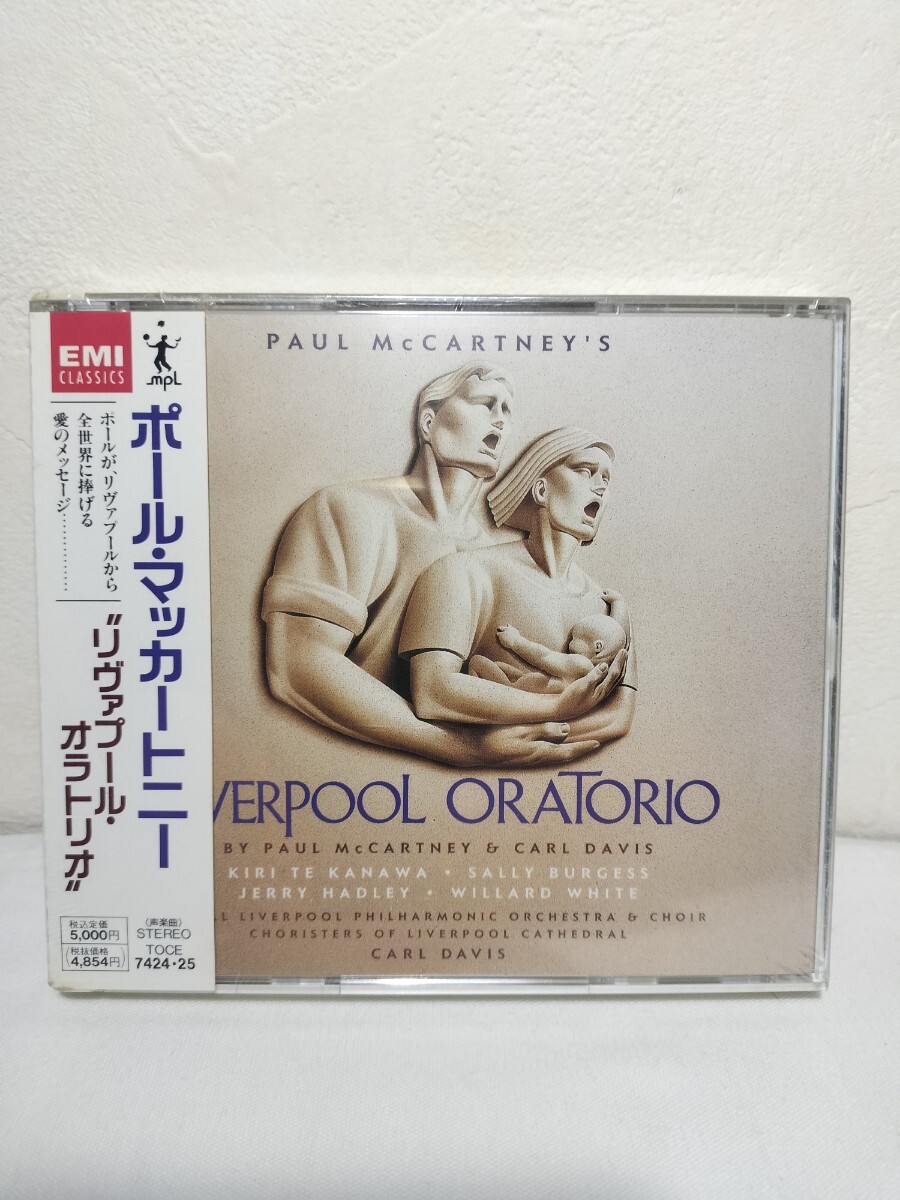 EMI
CLASSICS
mpL
ポール・マッカートニー
"リヴァプール・
オラトリオ"
ポールが、リヴァプールから
全世界に捧げる
愛のメッセージ…………
税込定価
5,000円
(税抜価格
4,854円)
〈声楽曲〉
STEREO
TOCE
7424・25
PAUL McCARTNEY'S
VERPOOL ORATORIO
BY PAUL McCARTNEY & CARL DAVIS
KIRI TE KANAWA • SALLY BURGESS
JERRY HADLEY • WILLARD WHITE
LIVERPOOL PHILHARMONIC ORCHESTRA & CHOIR
CHORISTERS OF LIVERPOOL CATHEDRAL
CARL DAVIS